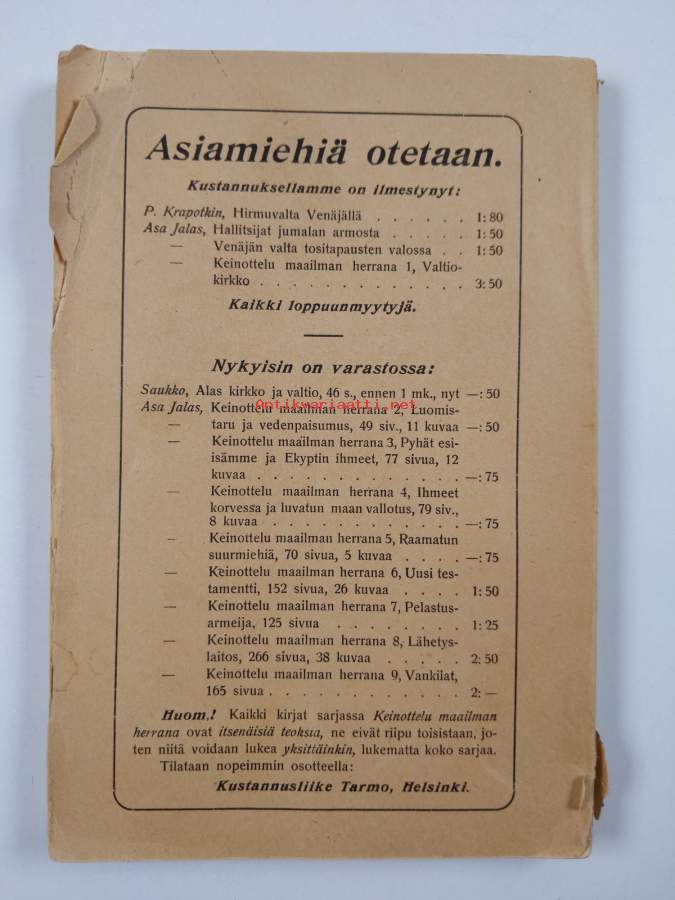 Asiamiehiä otetaan.
Kustannuksellamme on ilmestynyt:
P. Krapotkin, Hirmuvalta Venäjällä . . . . . . 1: 80
Asa Jalas, Hallitsijat jumalan armosta . . . . . 1: 50
— Venäjän valta tositapausten valossa . . 1: 50
— Keinottelu maailman herrana 1, Valtio-
kirkko . . . . . . . . . . . . . 3: 50
Kaikki loppuunmyytyjä.
Nykyisin on varastossa:
Saukko, Alas kirkko ja valtio, 46 s., ennen 1 mk., nyt —: 50
Asa Jalas, Keinottelu maailman herrana 2, Luomis-
— taru ja vedenpaisumus, 49 siv., 11 kuvaa —: 50
— Keinottelu maailman herrana 3, Pyhät esi-
isämme ja Ekyptin ihmeet, 77 sivua, 12
kuvaa . . . . . . . . . . . . . —: 75
— Keinottelu maailman herrana 4, Ihmeet
korvessa ja luvatun maan vallotus, 79 siv.,
8 kuvaa . . . . . . . . . . . . —: 75
— Keinottelu maailman herrana 5, Raamatun
suurmiehiä, 70 sivua, 5 kuvaa . . . . —: 75
— Keinottelu maailman herrana 6, Uusi tes-
tamentti, 152 sivua, 26 kuvaa . . . . 1: 50
— Keinottelu maailman herrana 7, Pelastus-
armeija, 125 sivua . . . . . . . . 1: 25
— Keinottelu maailman herrana 8, Lähetys-
laitos, 266 sivua, 38 kuvaa . . . . . 2: 50
— Keinottelu maailman herrana 9, Vankilat,
165 sivua . . . . . . . . . . . . 2: —
Huom.! Kaikki kirjat sarjassa Keinottelu maailman
herrana ovat itsenäisiä teoksia, ne eivät riipu toisistaan, jo-
ten niitä voidaan lukea yksittäinkin, lukematta koko sarjaa.
Tilataan nopeimmin osotteella:
Kustannusliike Tarmo, Helsinki.
Antikvariaatti.net